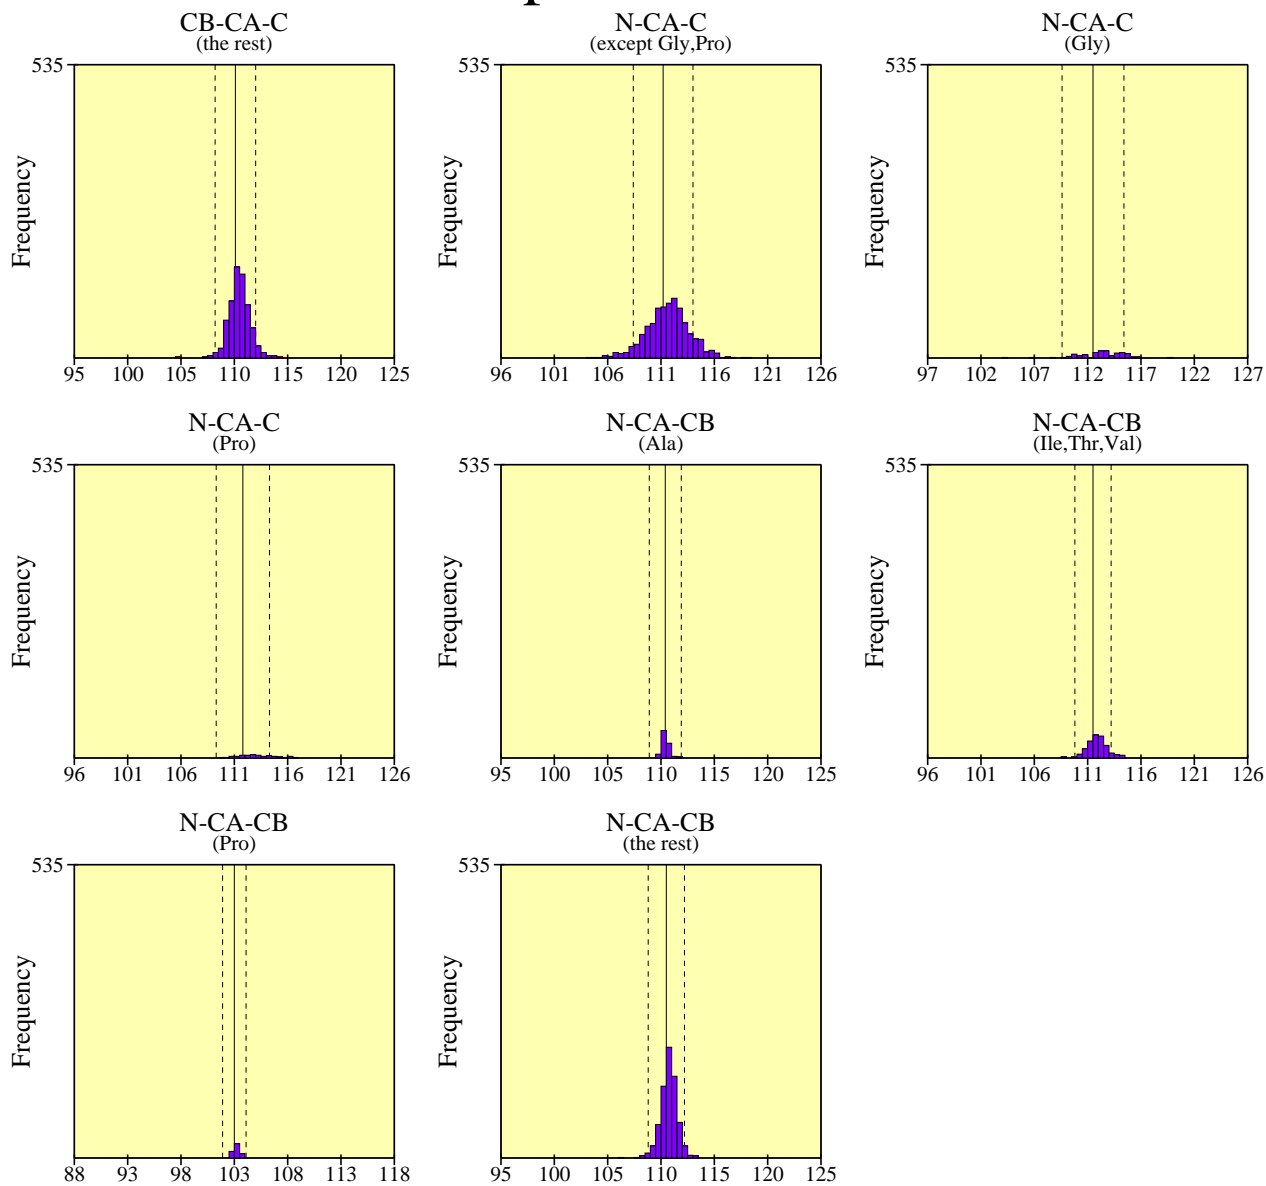 CB-CA-C N-CA-C N-CA-C
(the rest) (except Gly,Pro) (Gly)
535 535 535
Frequency Frequency Frequency
95 100 105 110 115 120 125 96 101 106 111 116 121 126 97 102 107 112 117 122 127
N-CA-C N-CA-CB N-CA-CB
(Pro) (Ala) (Ile,Thr,Val)
535 535 535
Frequency Frequency Frequency
96 101 106 111 116 121 126 95 100 105 110 115 120 125 96 101 106 111 116 121 126
N-CA-CB N-CA-CB
(Pro) (the rest)
535 535
Frequency Frequency
88 93 98 103 108 113 118 95 100 105 110 115 120 125